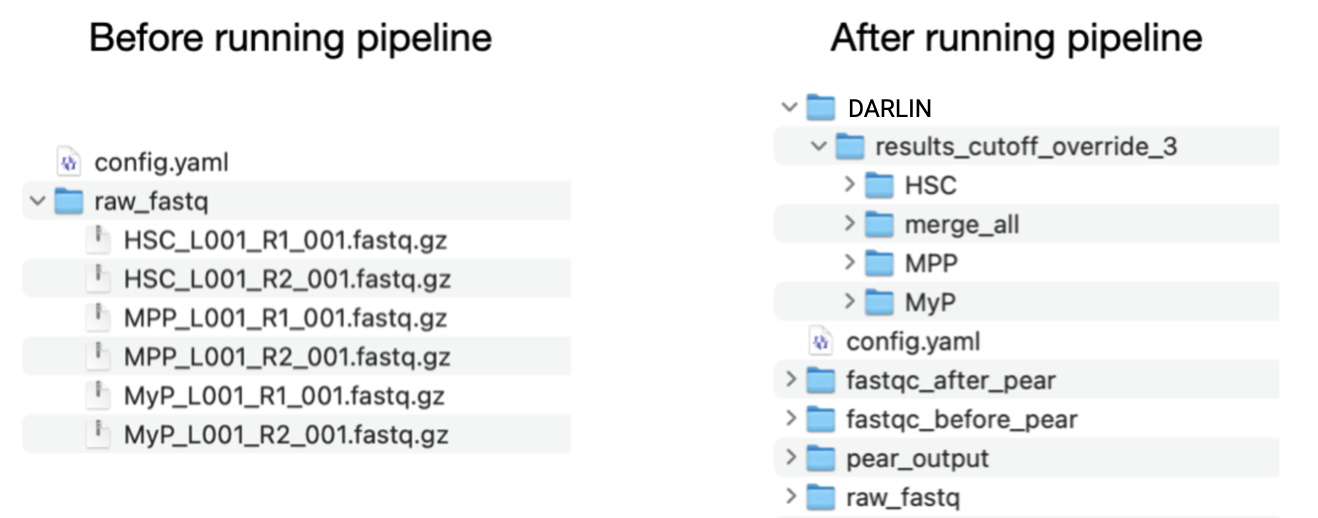 Before running pipeline
config.yaml
raw_fastq
HSC_L001_R1_001.fastq.gz
HSC_L001_R2_001.fastq.gz
MPP_L001_R1_001.fastq.gz
MPP_L001_R2_001.fastq.gz
MyP_L001_R1_001.fastq.gz
MyP_L001_R2_001.fastq.gz
After running pipeline
DARLIN
results_cutoff_override_3
HSC
merge_all
MPP
MyP
config.yaml
fastqc_after_pear
fastqc_before_pear
pear_output
raw_fastq